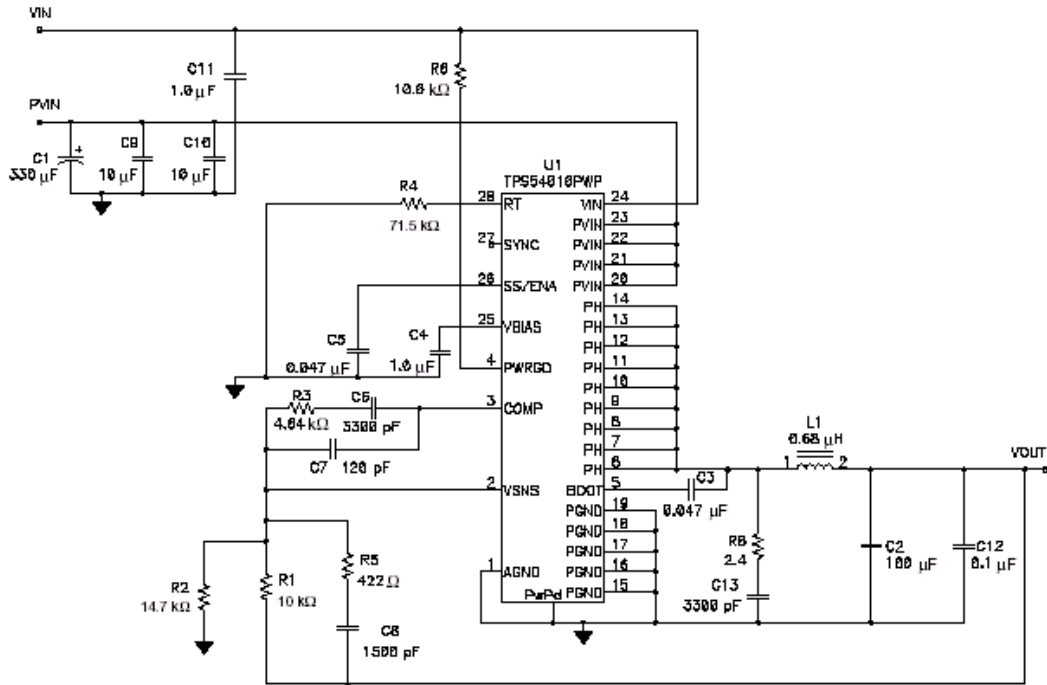 VIN
C11
1.0 µF
R6
10.0 kΩ
PVIN
C1
+
330 µF
C9
10 µF
C10
10 µF
U1
TPS54010PWP
R4
71.5 kΩ
28
RT
VIN
24
PVIN
23
27
SYNC
PVIN
22
PVIN
21
26
SS/ENA
PVIN
20
PH
14
25
VBIAS
PH
13
C5
0.047 µF
C4
1.0 µF
PH
12
4
PWRGD
PH
11
PH
10
R3
4.64 kΩ
C6
3300 pF
3
COMP
PH
9
PH
8
C7
120 pF
PH
7
PH
6
L1
0.68 µH
1
2
VOUT
2
VSNS
BOOT
5
C3
0.047 µF
PGND
19
PGND
18
PGND
17
PGND
16
PGND
15
1
AGND
PwPd
R2
14.7 kΩ
R1
10 kΩ
R5
422 Ω
C8
1500 pF
2.4
C13
3300 pF
C2
100 µF
C12
0.1 µF